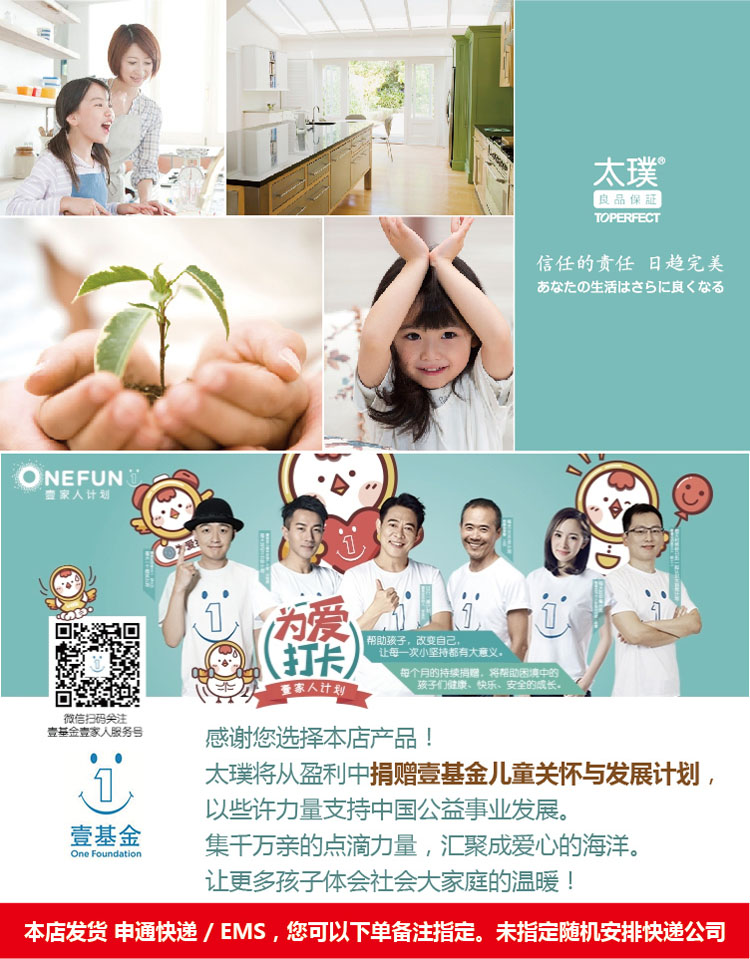 太璞®
良品保証
TOPERFECT
信任的责任 日趋完美
あなたの生活はさらに良くなる
ONEFUN
壹家人计划
为爱
打卡
壹家人计划
帮助孩子，改变自己，
让每一次小坚持都有大意义。
每个月的持续捐赠，将帮助困境中的
孩子们健康、快乐、安全的成长。
微信扫码关注
壹基金壹家人服务号
壹基金
One Foundation
感谢您选择本店产品！
太璞将从盈利中捐赠壹基金儿童关怀与发展计划，
以些许力量支持中国公益事业发展。
集千万亲的点滴力量，汇聚成爱心的海洋。
让更多孩子体会社会大家庭的温暖！
本店发货 申通快递 / EMS，您可以下单备注指定。未指定随机安排快递公司